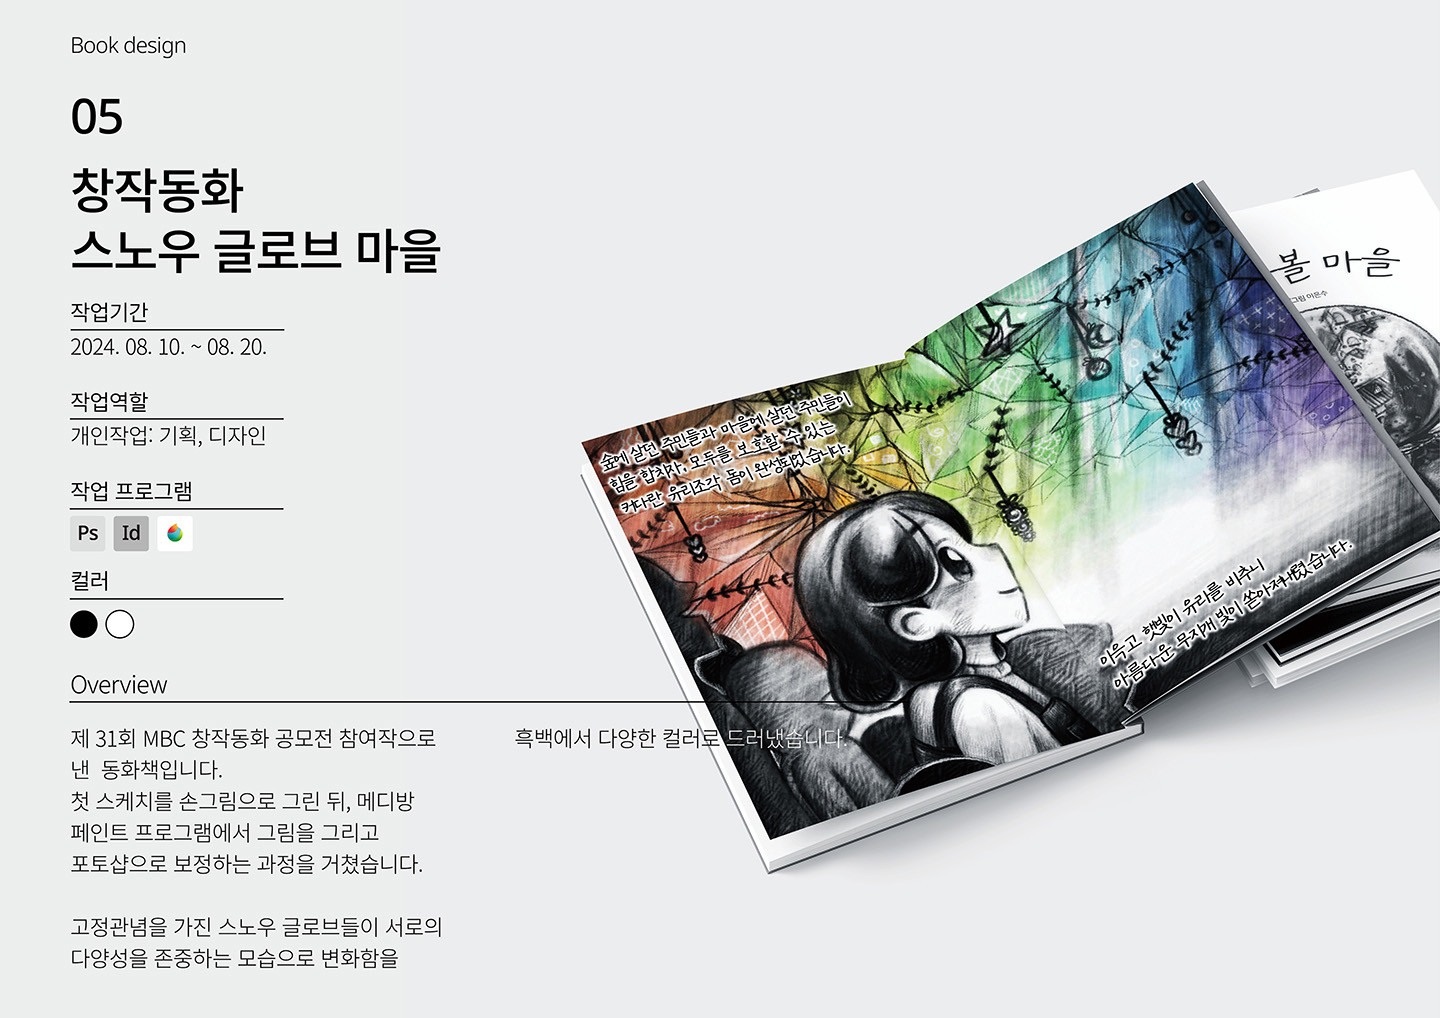 Book design
05
창작동화
스노우 글로브 마을
작업기간
2024. 08. 10. ~ 08. 20.
작업역할
개인작업: 기획, 디자인
작업 프로그램
Ps Id
컬러
Overview
제 31회 MBC 창작동화 공모전 참여작으로
낸 동화책입니다.
첫 스케치를 손그림으로 그린 뒤, 메디방
페인트 프로그램에서 그림을 그리고
포토샵으로 보정하는 과정을 거쳤습니다.
고정관념을 가진 스노우 글로브들이 서로의
다양성을 존중하는 모습으로 변화함을
흑백에서 다양한 컬러로 드러냈습니다.
숲에 살던 주민들과 마을에 살던 주민들이
힘을 합치자, 모두를 보호할 수 있는
커다란 유리조각 돔이 완성되었습니다.
이윽고 햇빛이 유리를 비추니
아름다운 무지개 빛이 쏟아져내렸습니다.
볼 마을
그림 이은수